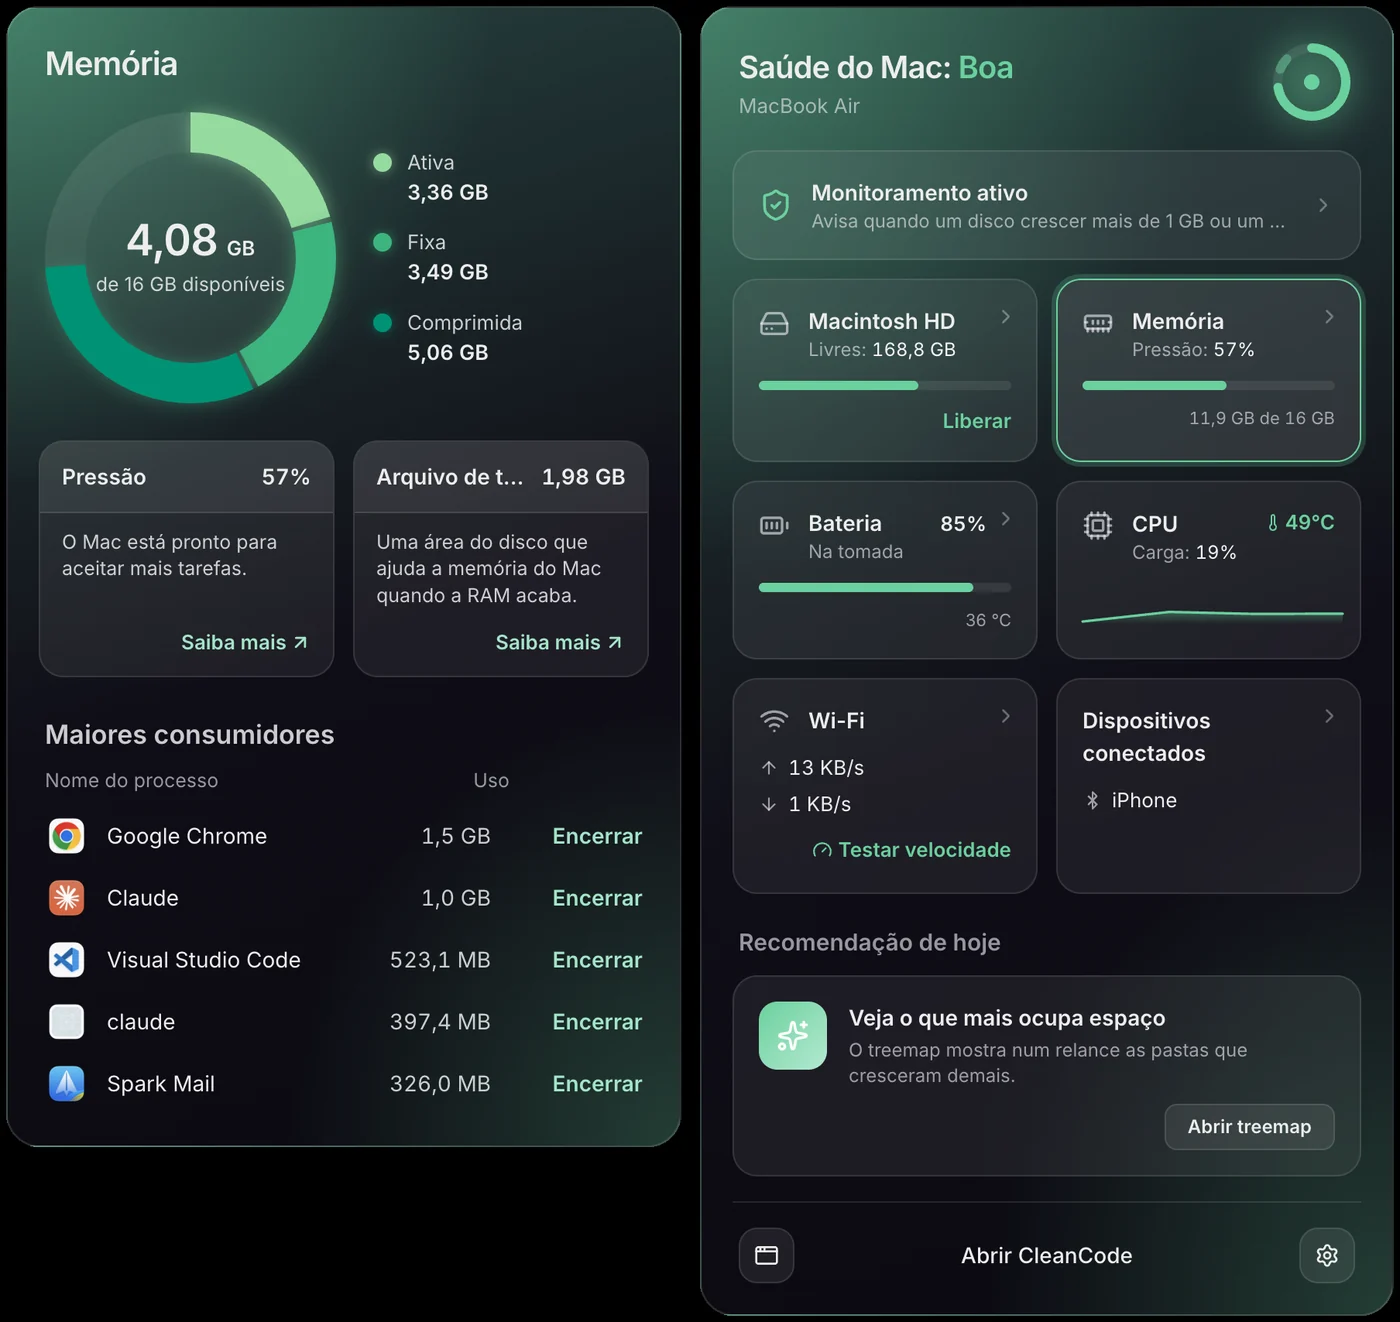 Memória
4,08 GB
de 16 GB disponíveis
Ativa
3,36 GB
Fixa
3,49 GB
Comprimida
5,06 GB
Pressão 57%
O Mac está pronto para
aceitar mais tarefas.
Saiba mais
Arquivo de t... 1,98 GB
Uma área do disco que
ajuda a memória do Mac
quando a RAM acaba.
Saiba mais
Maiores consumidores
Nome do processo Uso
Google Chrome 1,5 GB Encerrar
Claude 1,0 GB Encerrar
Visual Studio Code 523,1 MB Encerrar
claude 397,4 MB Encerrar
Spark Mail 326,0 MB Encerrar
Saúde do Mac: Boa
MacBook Air
Monitoramento ativo
Avisa quando um disco crescer mais de 1 GB ou um ...
Macintosh HD
Livres: 168,8 GB
Liberar
Memória
Pressão: 57%
11,9 GB de 16 GB
Bateria 85%
Na tomada
36 °C
CPU 49°C
Carga: 19%
Wi-Fi
13 KB/s
1 KB/s
Testar velocidade
Dispositivos
conectados
iPhone
Recomendação de hoje
Veja o que mais ocupa espaço
O treemap mostra num relance as pastas que
cresceram demais.
Abrir treemap
Abrir CleanCode